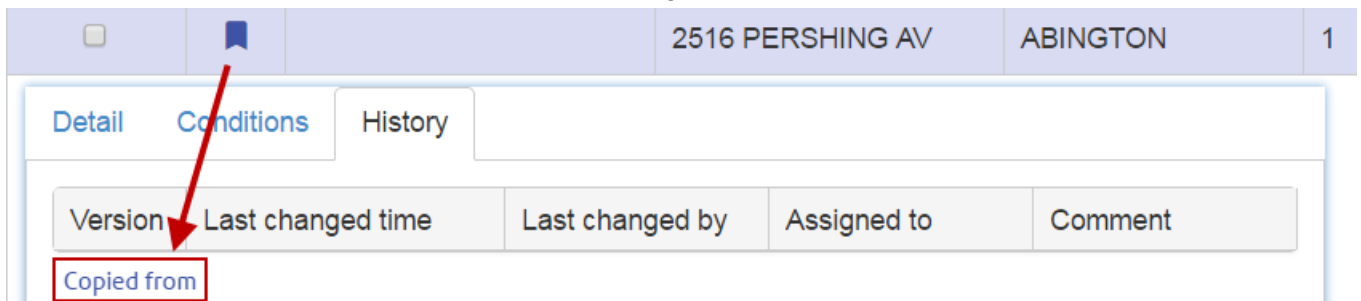 2516 PERSHING AV ABINGTON 1
Detail Conditions History
Version Last changed time Last changed by Assigned to Comment
Copied from